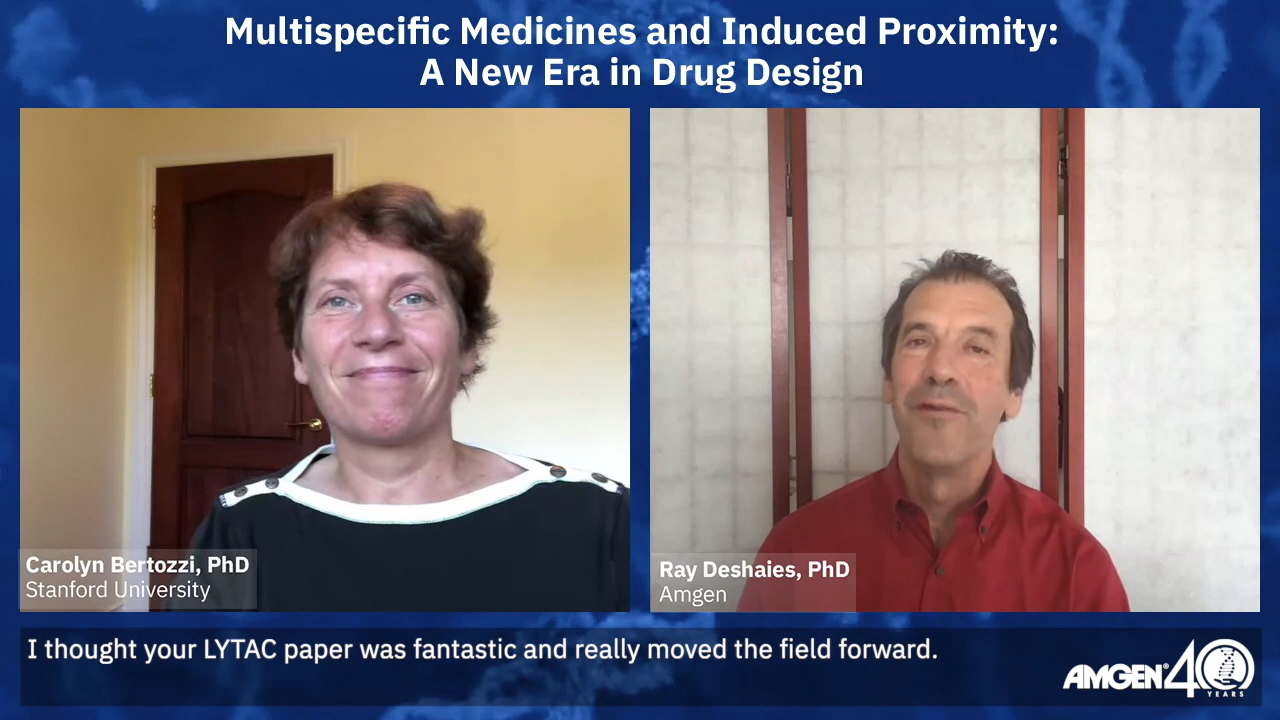 Multispecific Medicines and Induced Proximity:
A New Era in Drug Design
Carolyn Bertozzi, PhD
Stanford University
Ray Deshaies, PhD
Amgen
I thought your LYTAC paper was fantastic and really moved the field forward.
AMGEN® 40
YEARS